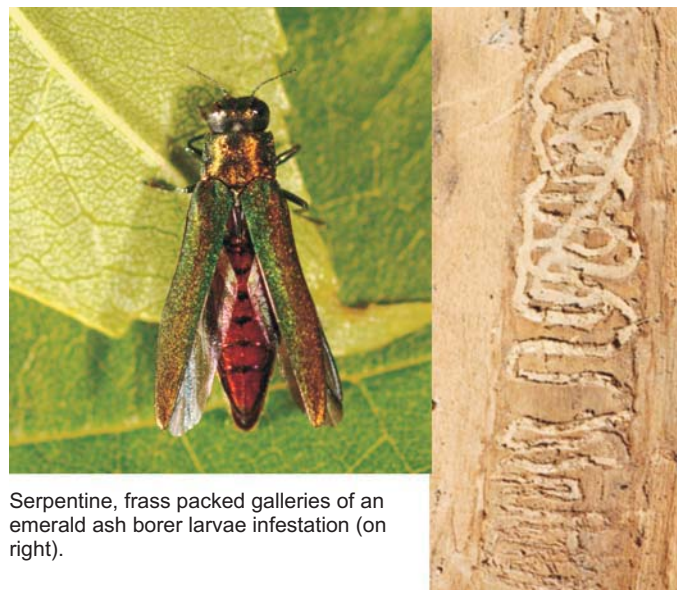 Serpentine, frass packed galleries of an
emerald ash borer larvae infestation (on
right).